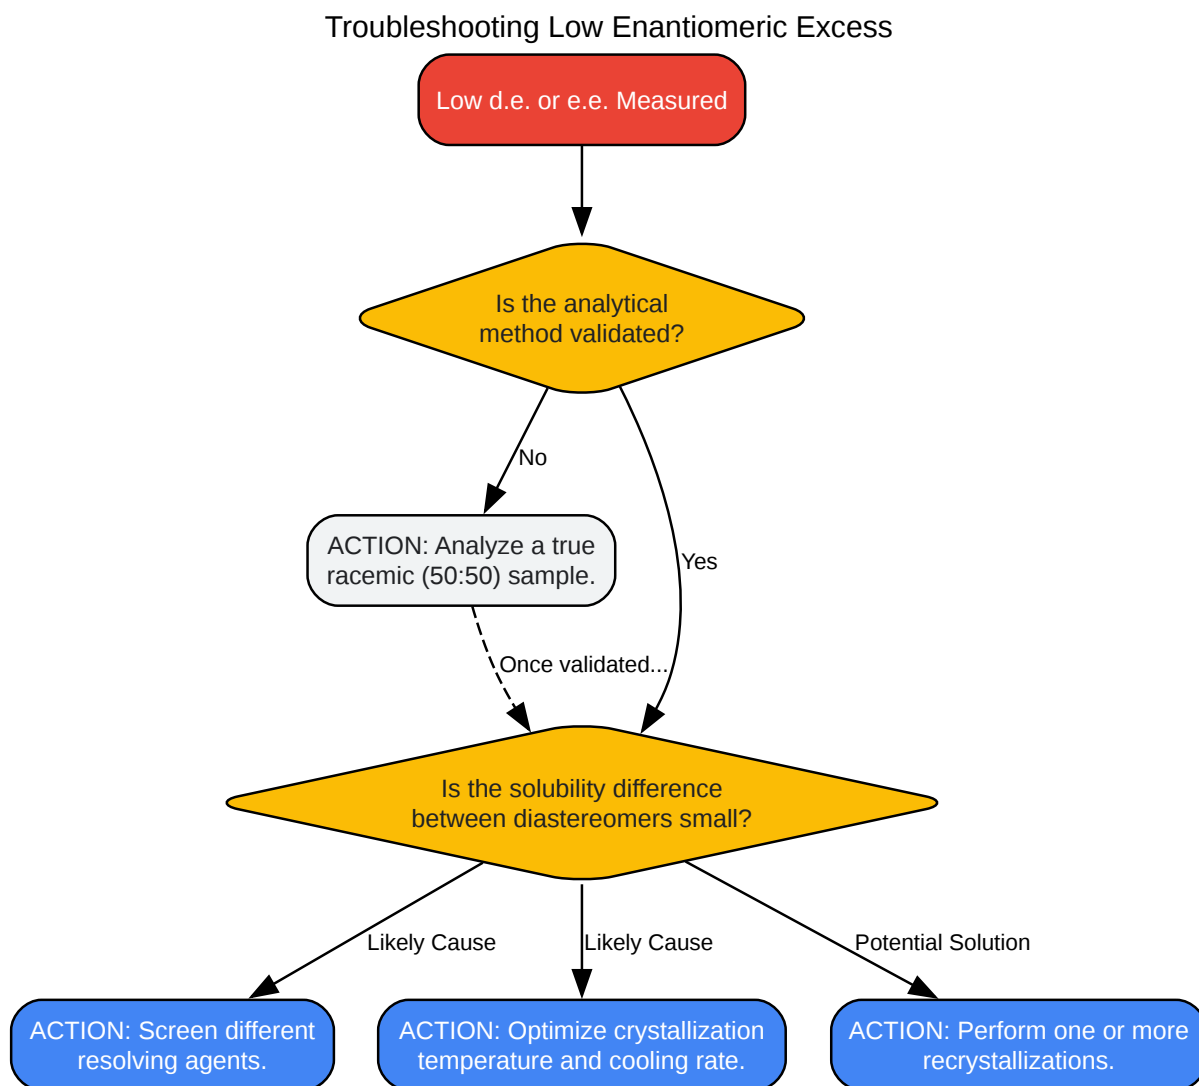 Troubleshooting Low Enantiomeric Excess
Low d.e. or e.e. Measured
Is the analytical
method validated?
No
Yes
ACTION: Analyze a true
racemic (50:50) sample.
Once validated...
Is the solubility difference
between diastereomers small?
Likely Cause
Likely Cause
Potential Solution
ACTION: Screen different
resolving agents.
ACTION: Optimize crystallization
temperature and cooling rate.
ACTION: Perform one or more
recrystallizations.